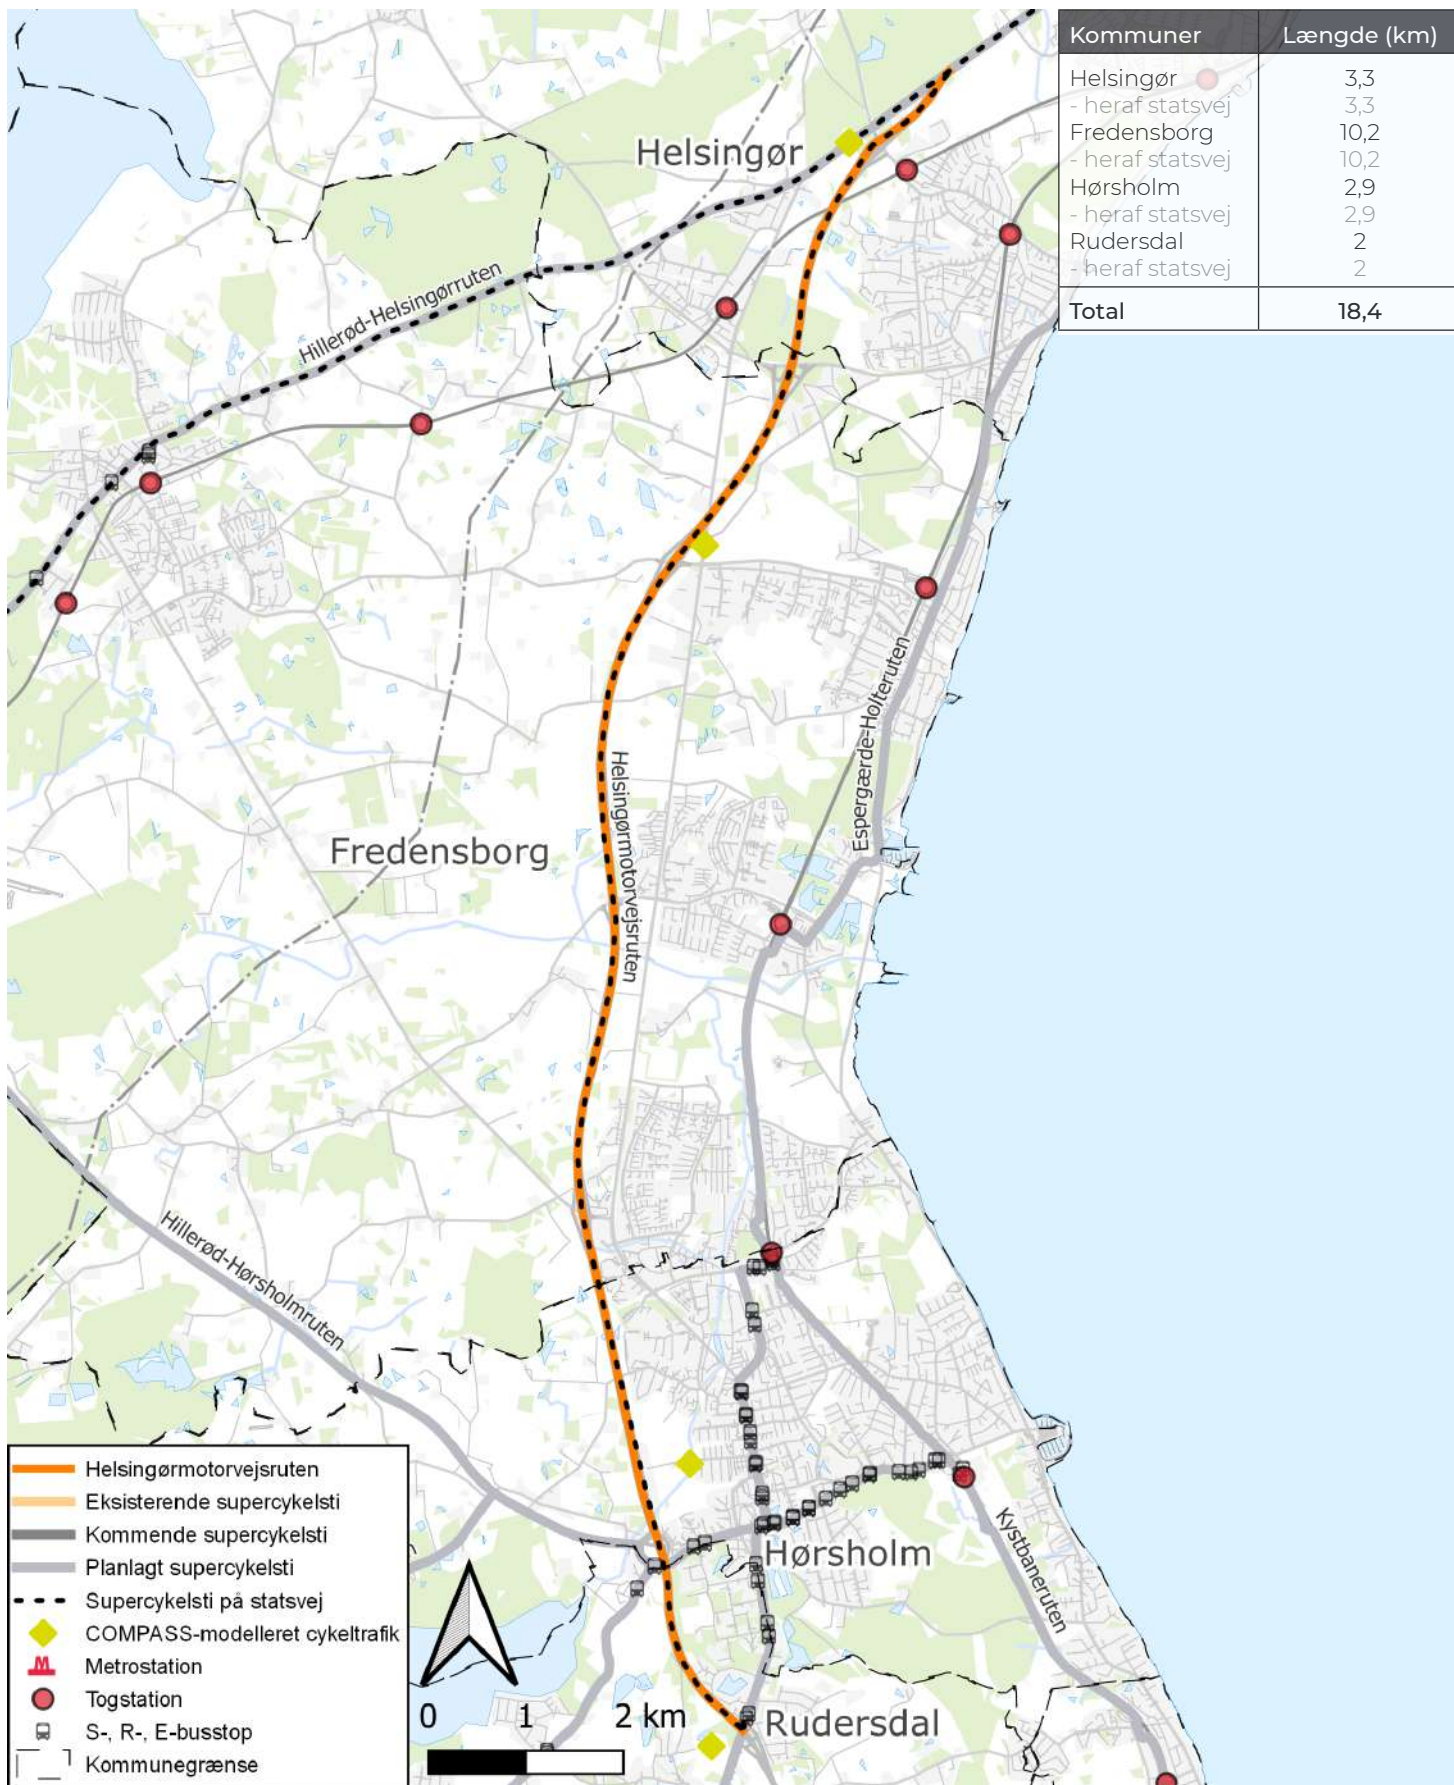 Kommuner Længde (km)
Helsingør 3,3
- heraf statsvej 3,3
Fredensborg 10,2
- heraf statsvej 10,2
Hørsholm 2,9
- heraf statsvej 2,9
Rudersdal 2
- heraf statsvej 2
Total 18,4
Helsingør
Hillerød-Helsingørruten
Espergærde-Holteruten
Helsingørmotorvejsruten
Fredensborg
Hillerød-Hørsholmruten
Kystbaneruten
Hørsholm
Rudersdal
Helsingørmotorvejsruten
Eksisterende supercykelsti
Kommende supercykelsti
Planlagt supercykelsti
Supercykelsti på statsvej
COMPASS-modelleret cykeltrafik
Metrostation
Togstation
S-, R-, E-busstop
Kommunegrænse
0 1 2 km